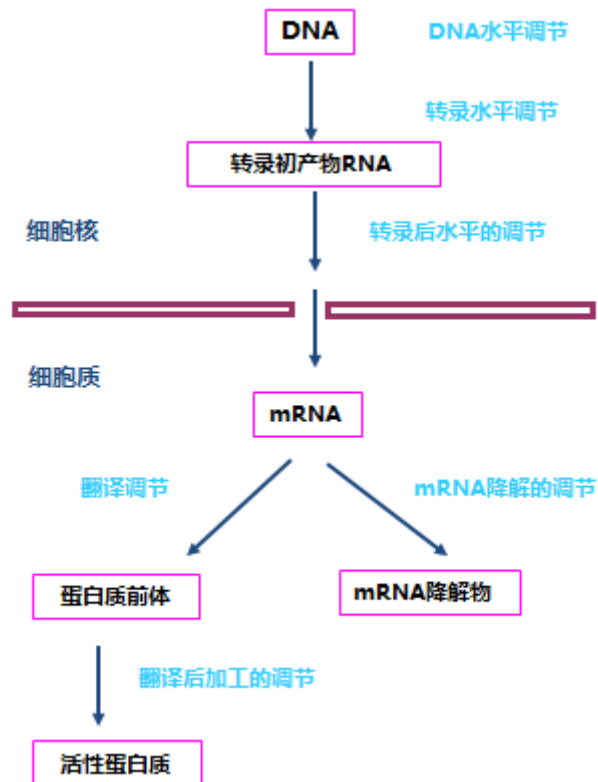 DNA
DNA水平调节
转录水平调节
转录初产物RNA
细胞核
转录后水平的调节
细胞质
mRNA
翻译调节
mRNA降解的调节
蛋白质前体
mRNA降解物
翻译后加工的调节
活性蛋白质